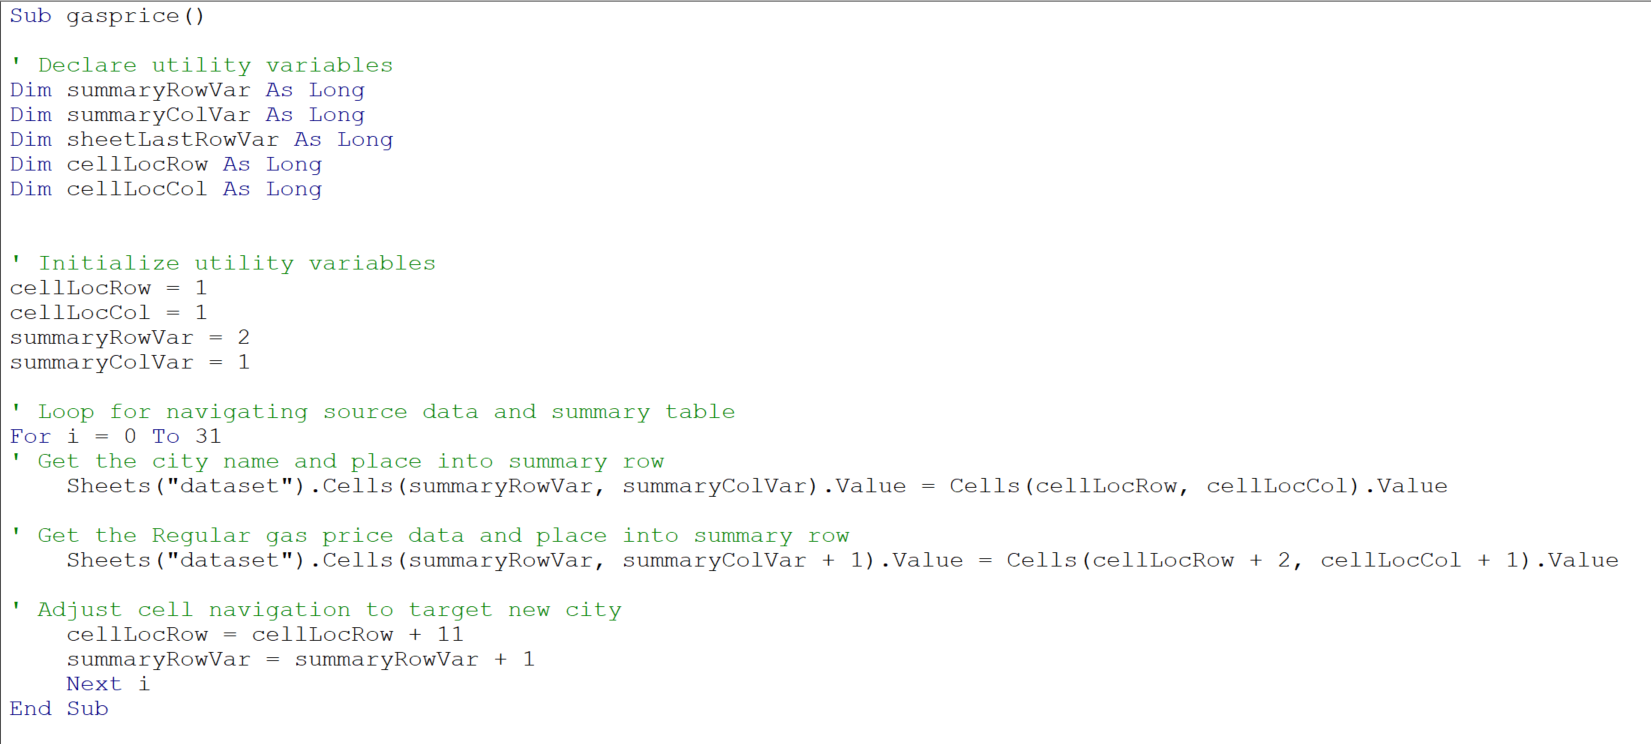 Sub gasprice()
' Declare utility variables
Dim summaryRowVar As Long
Dim summaryColVar As Long
Dim sheetLastRowVar As Long
Dim cellLocRow As Long
Dim cellLocCol As Long
' Initialize utility variables
cellLocRow = 1
cellLocCol = 1
summaryRowVar = 2
summaryColVar = 1
' Loop for navigating source data and summary table
For i = 0 To 31
' Get the city name and place into summary row
Sheets("dataset").Cells(summaryRowVar, summaryColVar).Value = Cells(cellLocRow, cellLocCol).Value
' Get the Regular gas price data and place into summary row
Sheets("dataset").Cells(summaryRowVar, summaryColVar + 1).Value = Cells(cellLocRow + 2, cellLocCol + 1).Value
' Adjust cell navigation to target new city
cellLocRow = cellLocRow + 11
summaryRowVar = summaryRowVar + 1
Next i
End Sub